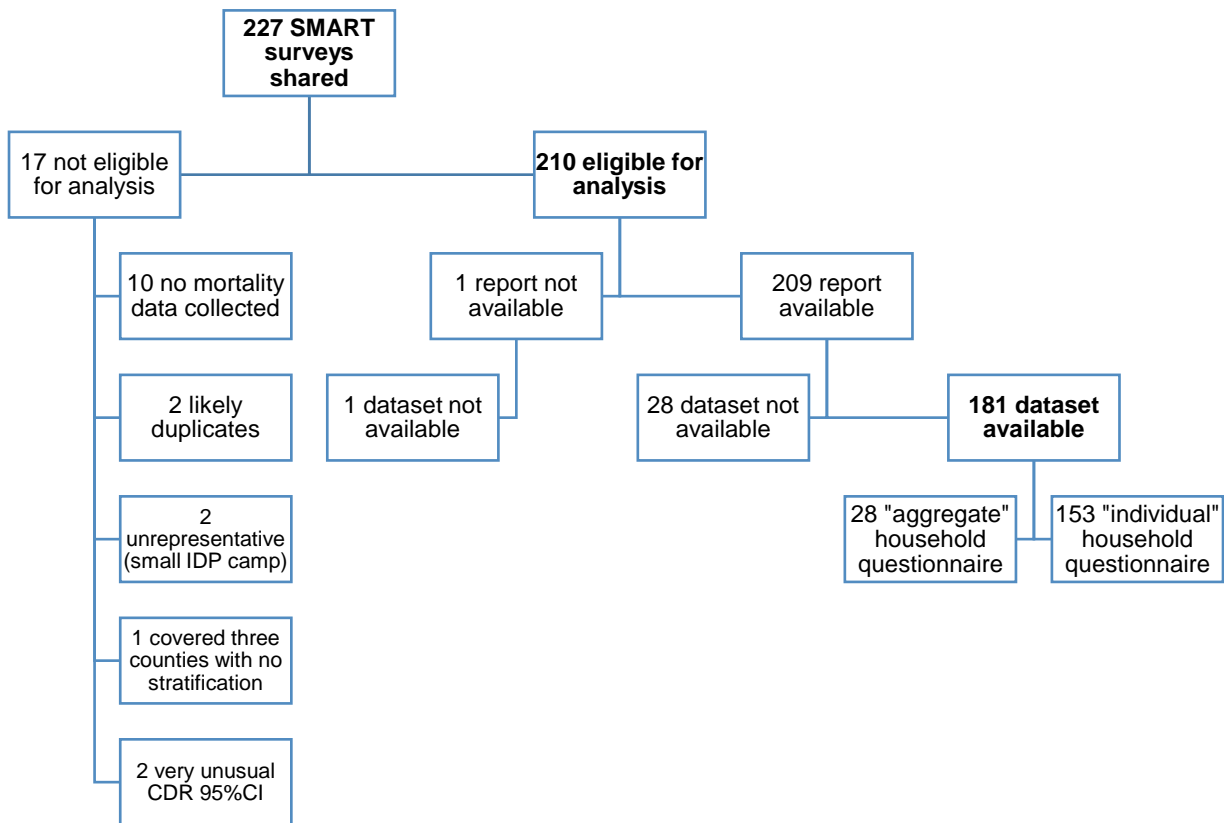 227 SMART
surveys
shared
17 not eligible
for analysis
210 eligible for
analysis
10 no mortality
data collected
1 report not
available
209 report
available
2 likely
duplicates
1 dataset not
available
28 dataset not
available
181 dataset
available
2
unrepresentative
(small IDP camp)
28 "aggregate"
household
questionnaire
153 "individual"
household
questionnaire
1 covered three
counties with no
stratification
2 very unusual
CDR 95%CI